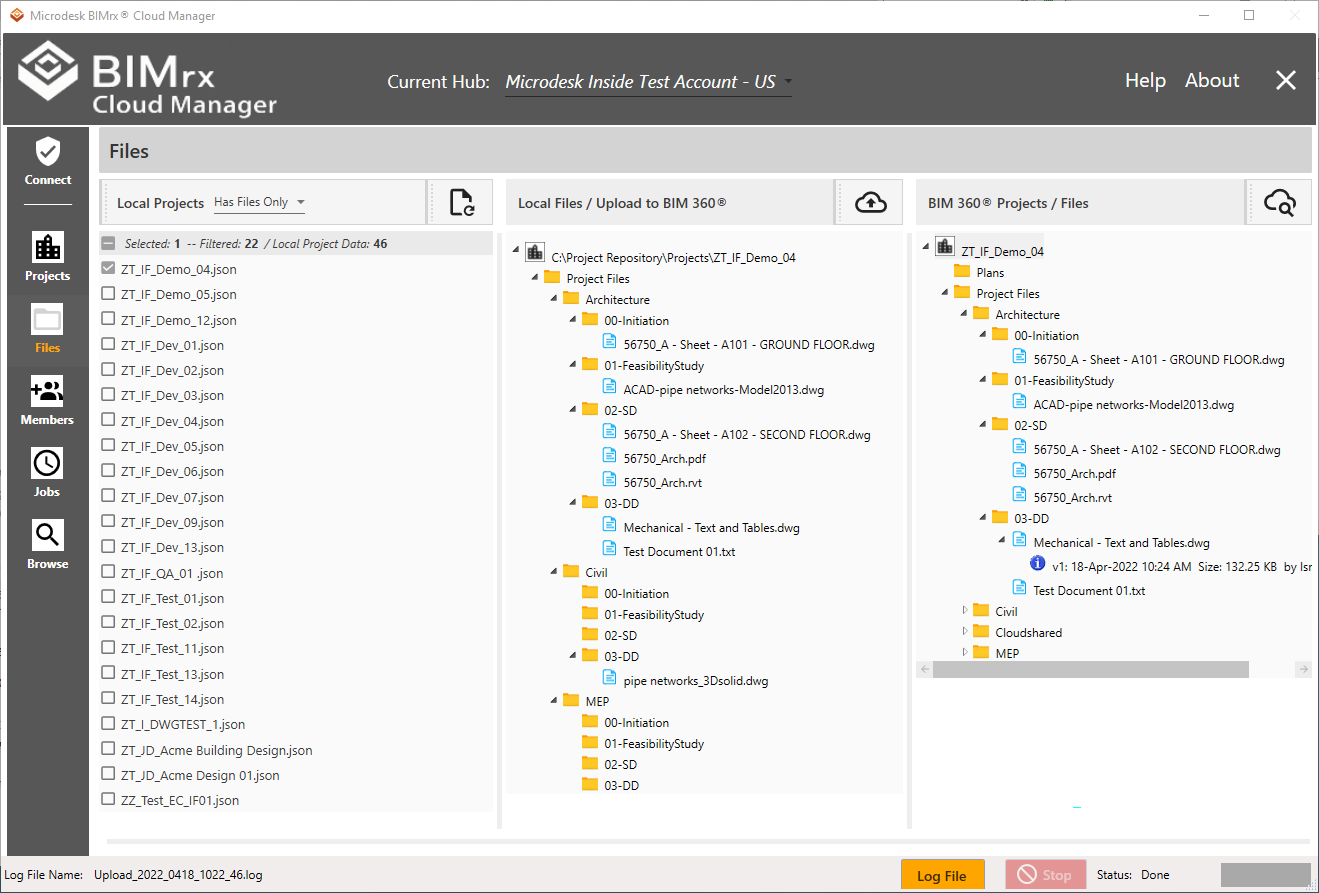 Microdesk BIMrx® Cloud Manager
BIMrx
Cloud Manager
Current Hub: Microdesk Inside Test Account - US
Help About
Connect
Projects
Files
Members
Jobs
Browse
Files
Local Projects Has Files Only
Selected: 1 -- Filtered: 22 / Local Project Data: 46
ZT_IF_Demo_04.json
ZT_IF_Demo_05.json
ZT_IF_Demo_12.json
ZT_IF_Dev_01.json
ZT_IF_Dev_02.json
ZT_IF_Dev_03.json
ZT_IF_Dev_04.json
ZT_IF_Dev_05.json
ZT_IF_Dev_06.json
ZT_IF_Dev_07.json
ZT_IF_Dev_09.json
ZT_IF_Dev_13.json
ZT_IF_QA_01 .json
ZT_IF_Test_01.json
ZT_IF_Test_02.json
ZT_IF_Test_11.json
ZT_IF_Test_13.json
ZT_IF_Test_14.json
ZT_I_DWGTEST_1.json
ZT_JD_Acme Building Design.json
ZT_JD_Acme Design 01.json
ZZ_Test_EC_IF01.json
Local Files / Upload to BIM 360®
C:\Project Repository\Projects\ZT_IF_Demo_04
Project Files
Architecture
00-Initiation
56750_A - Sheet - A101 - GROUND FLOOR.dwg
01-FeasibilityStudy
ACAD-pipe networks-Model2013.dwg
02-SD
56750_A - Sheet - A102 - SECOND FLOOR.dwg
56750_Arch.pdf
56750_Arch.rvt
03-DD
Mechanical - Text and Tables.dwg
Test Document 01.txt
Civil
00-Initiation
01-FeasibilityStudy
02-SD
03-DD
pipe networks_3Dsolid.dwg
MEP
00-Initiation
01-FeasibilityStudy
02-SD
03-DD
BIM 360® Projects / Files
ZT_IF_Demo_04
Plans
Project Files
Architecture
00-Initiation
56750_A - Sheet - A101 - GROUND FLOOR.dwg
01-FeasibilityStudy
ACAD-pipe networks-Model2013.dwg
02-SD
56750_A - Sheet - A102 - SECOND FLOOR.dwg
56750_Arch.pdf
56750_Arch.rvt
03-DD
Mechanical - Text and Tables.dwg
v1: 18-Apr-2022 10:24 AM Size: 132.25 KB by
Test Document 01.txt
Civil
Cloudshared
MEP
Log File Name: Upload_2022_0418_1022_46.log
Log File
Stop
Status: Done